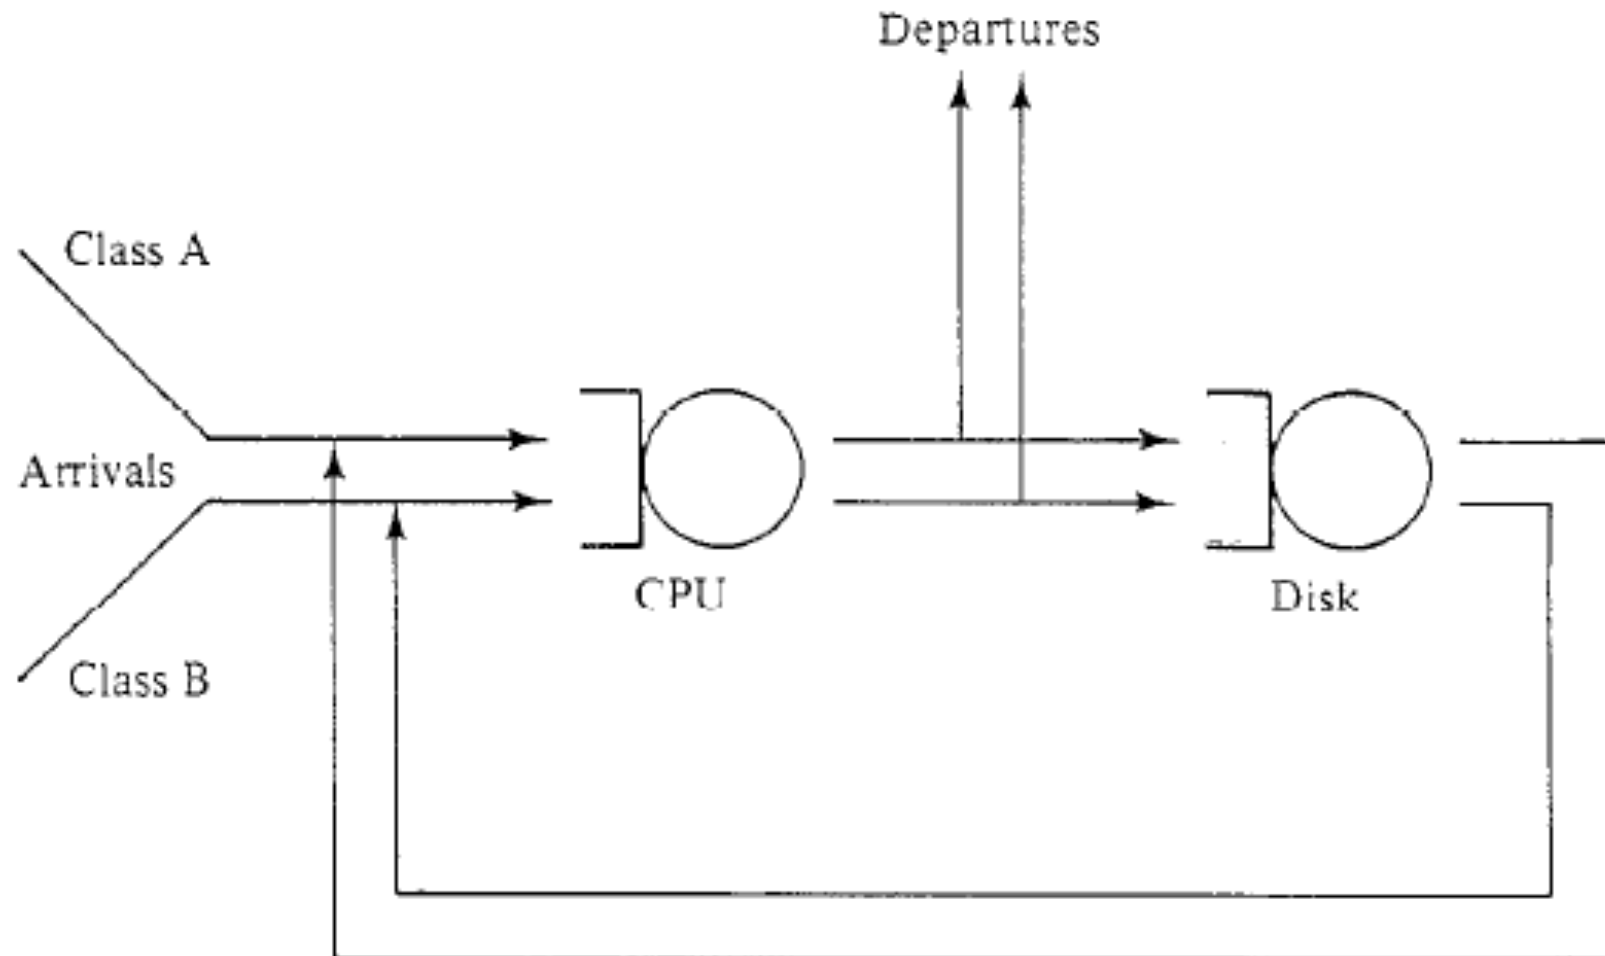 Departures
Class A
Arrivals
CPU
Disk
Class B